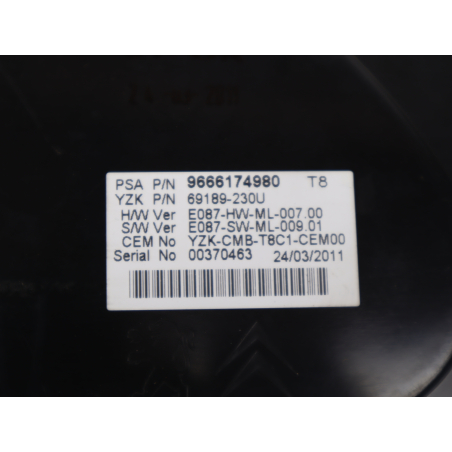 PSA P/N 9666174980 T8
YZK P/N 69189-230U
H/W Ver E087-HW-ML-007.00
S/W Ver E087-SW-ML-009.01
CEM No YZK-CMB-T8C1-CEM00
Serial No 00370463 24/03/2011